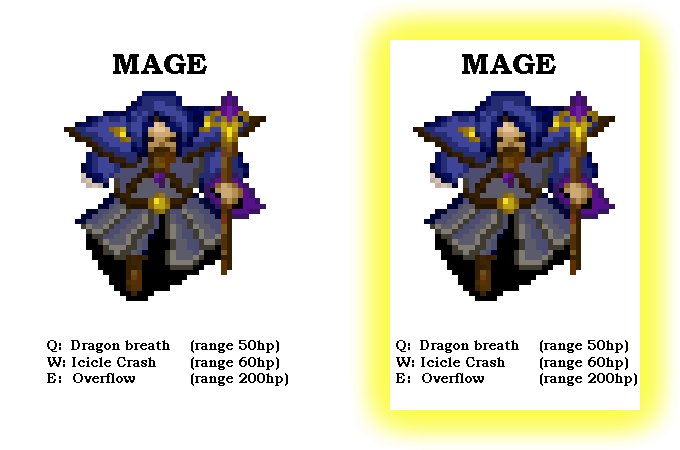 MAGE
Q: Dragon breath (range 50hp)
W: Icicle Crash (range 60hp)
E: Overflow (range 200hp)
MAGE
Q: Dragon breath (range 50hp)
W: Icicle Crash (range 60hp)
E: Overflow (range 200hp)